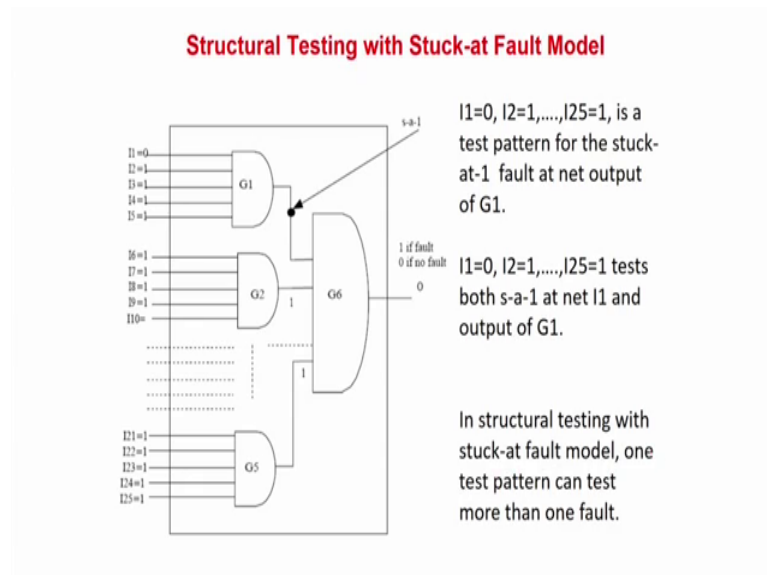 Structural Testing with Stuck-at Fault Model
s-a-1
I1=0
I2=1
I3=1
I4=1
I5=1
G1
I6=1
I7=1
I8=1
I9=1
I10=
G2
1
G6
1 if fault
0 if no fault
0
1
I21=1
I22=1
I23=1
I24=1
I25=1
G5
I1=0, I2=1,....,I25=1, is a
test pattern for the stuck-
at-1 fault at net output
of G1.
I1=0, I2=1,....,I25=1 tests
both s-a-1 at net I1 and
output of G1.
In structural testing with
stuck-at fault model, one
test pattern can test
more than one fault.